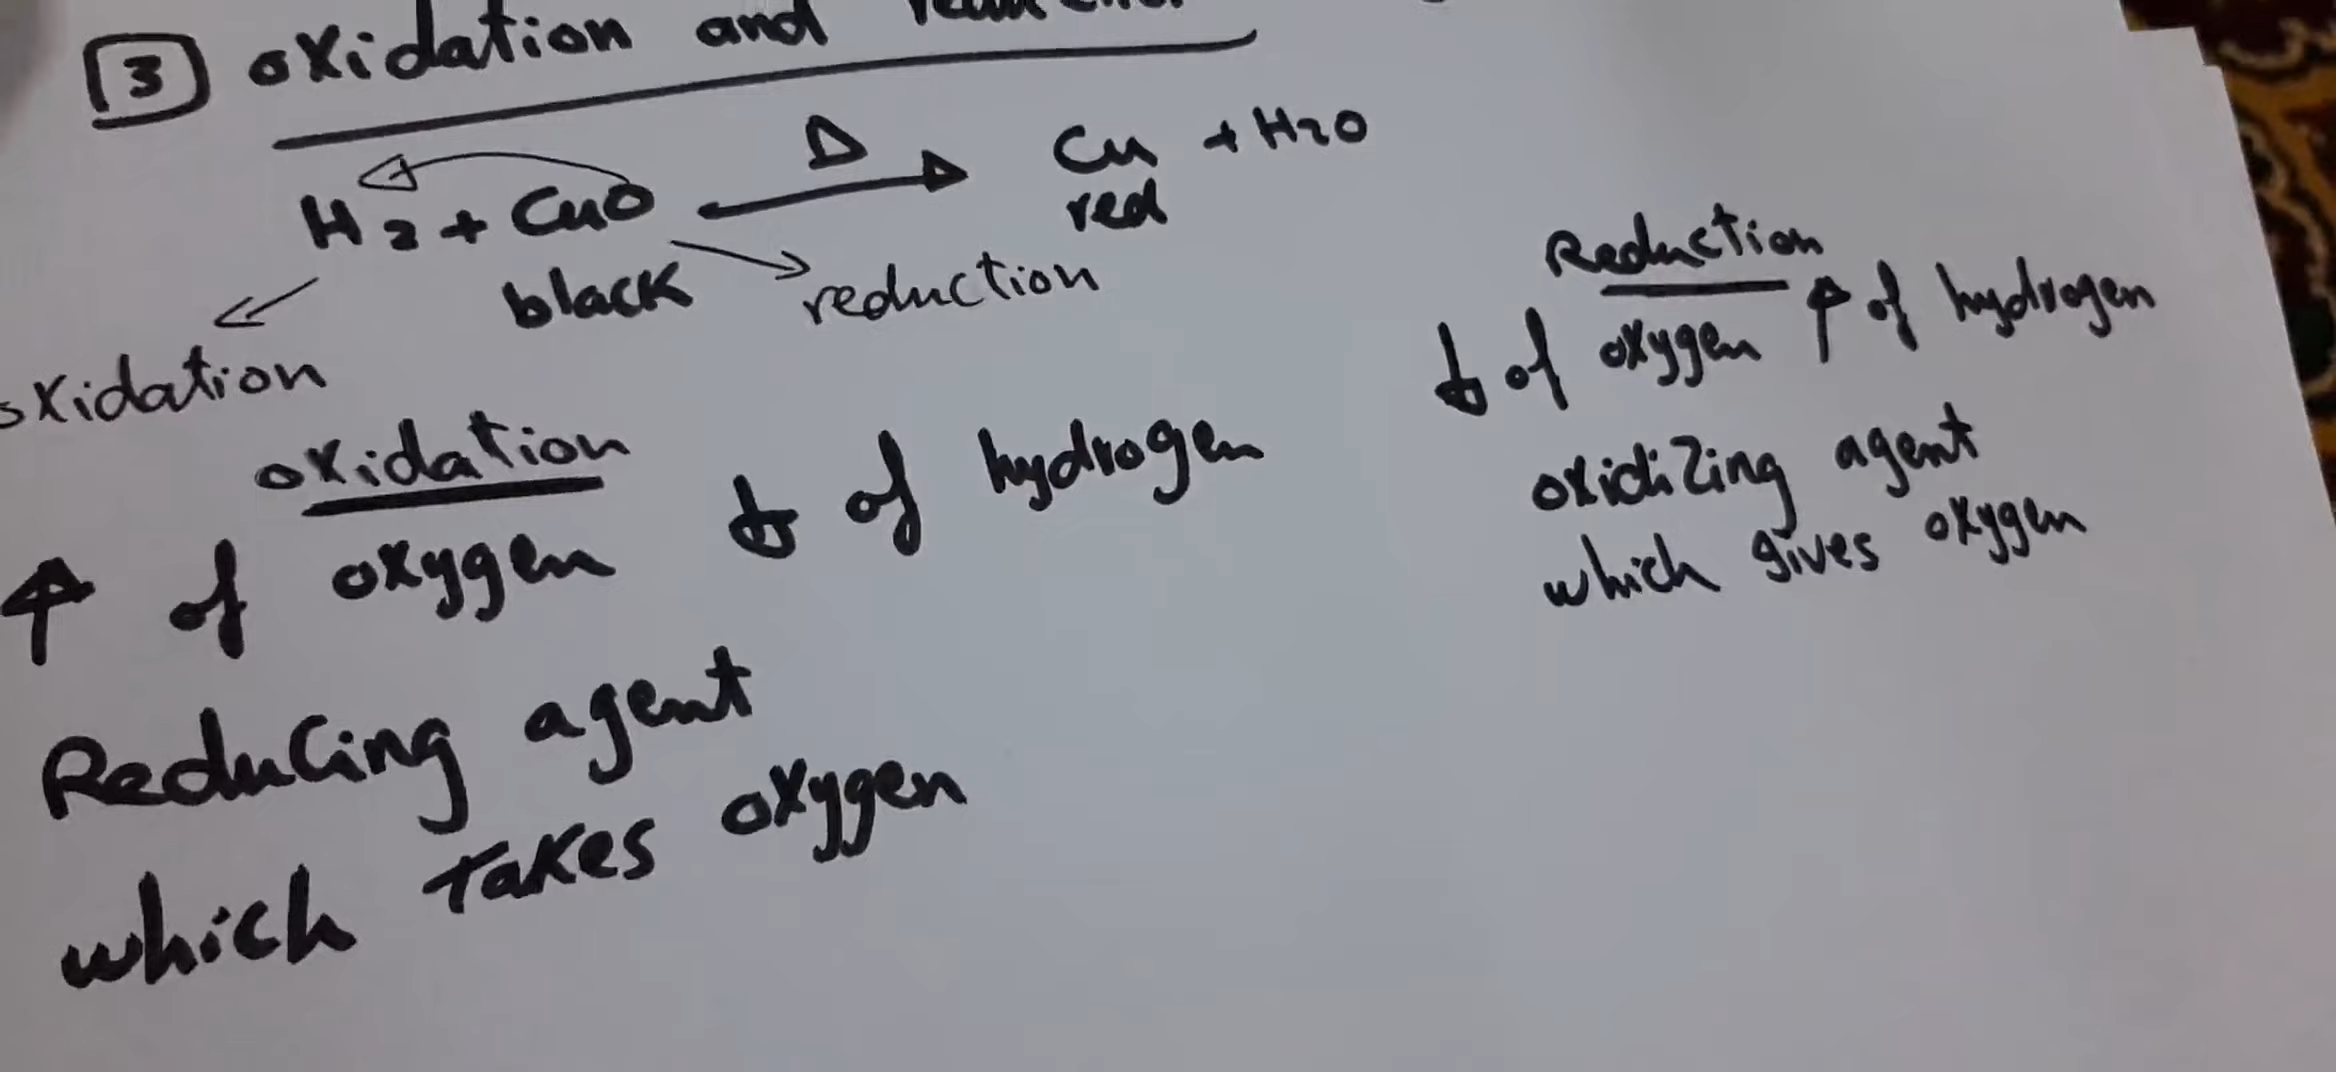 3 oxidation and
Δ
H2 + CuO → Cu + H2O
black
red
reduction
oxidation
oxidation
↑ of oxygen ↓ of hydrogen
Reducing agent
which takes oxygen
Reduction
↓ of oxygen ↑ of hydrogen
oxidizing agent
which gives oxygen